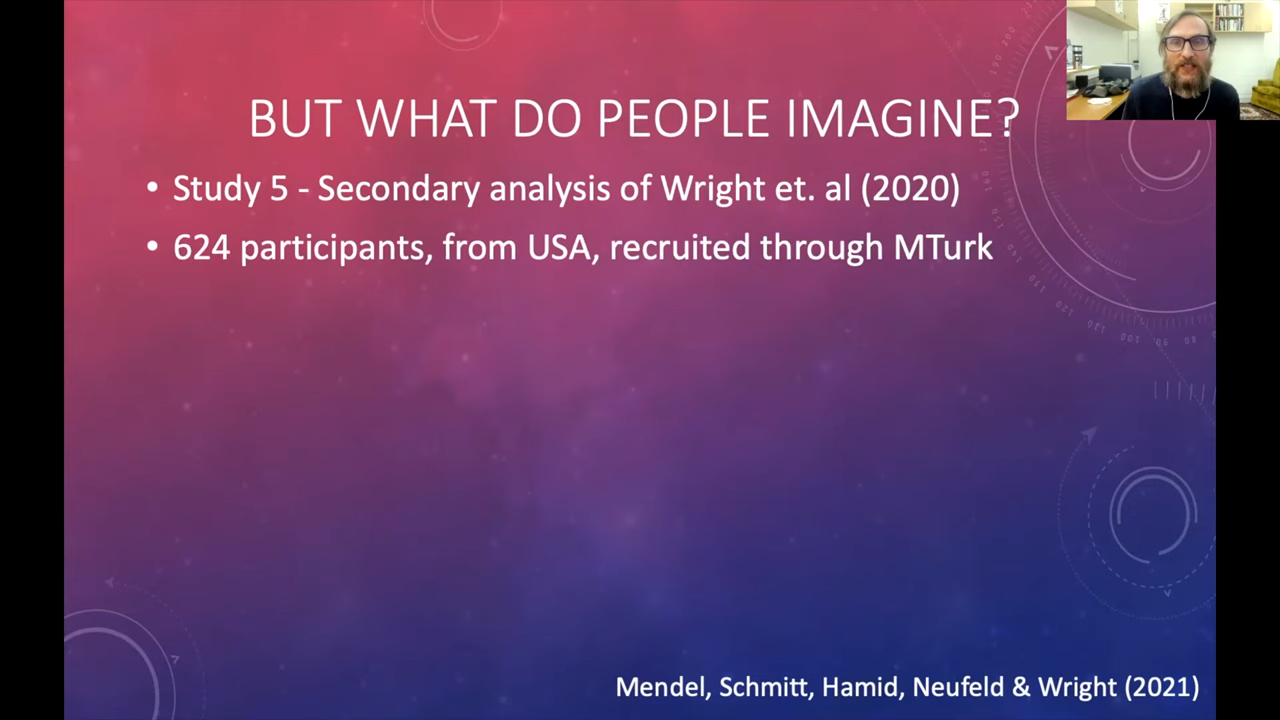 BUT WHAT DO PEOPLE IMAGINE?
• Study 5 - Secondary analysis of Wright et. al (2020)
• 624 participants, from USA, recruited through MTurk
Mendel, Schmitt, Hamid, Neufeld & Wright (2021)